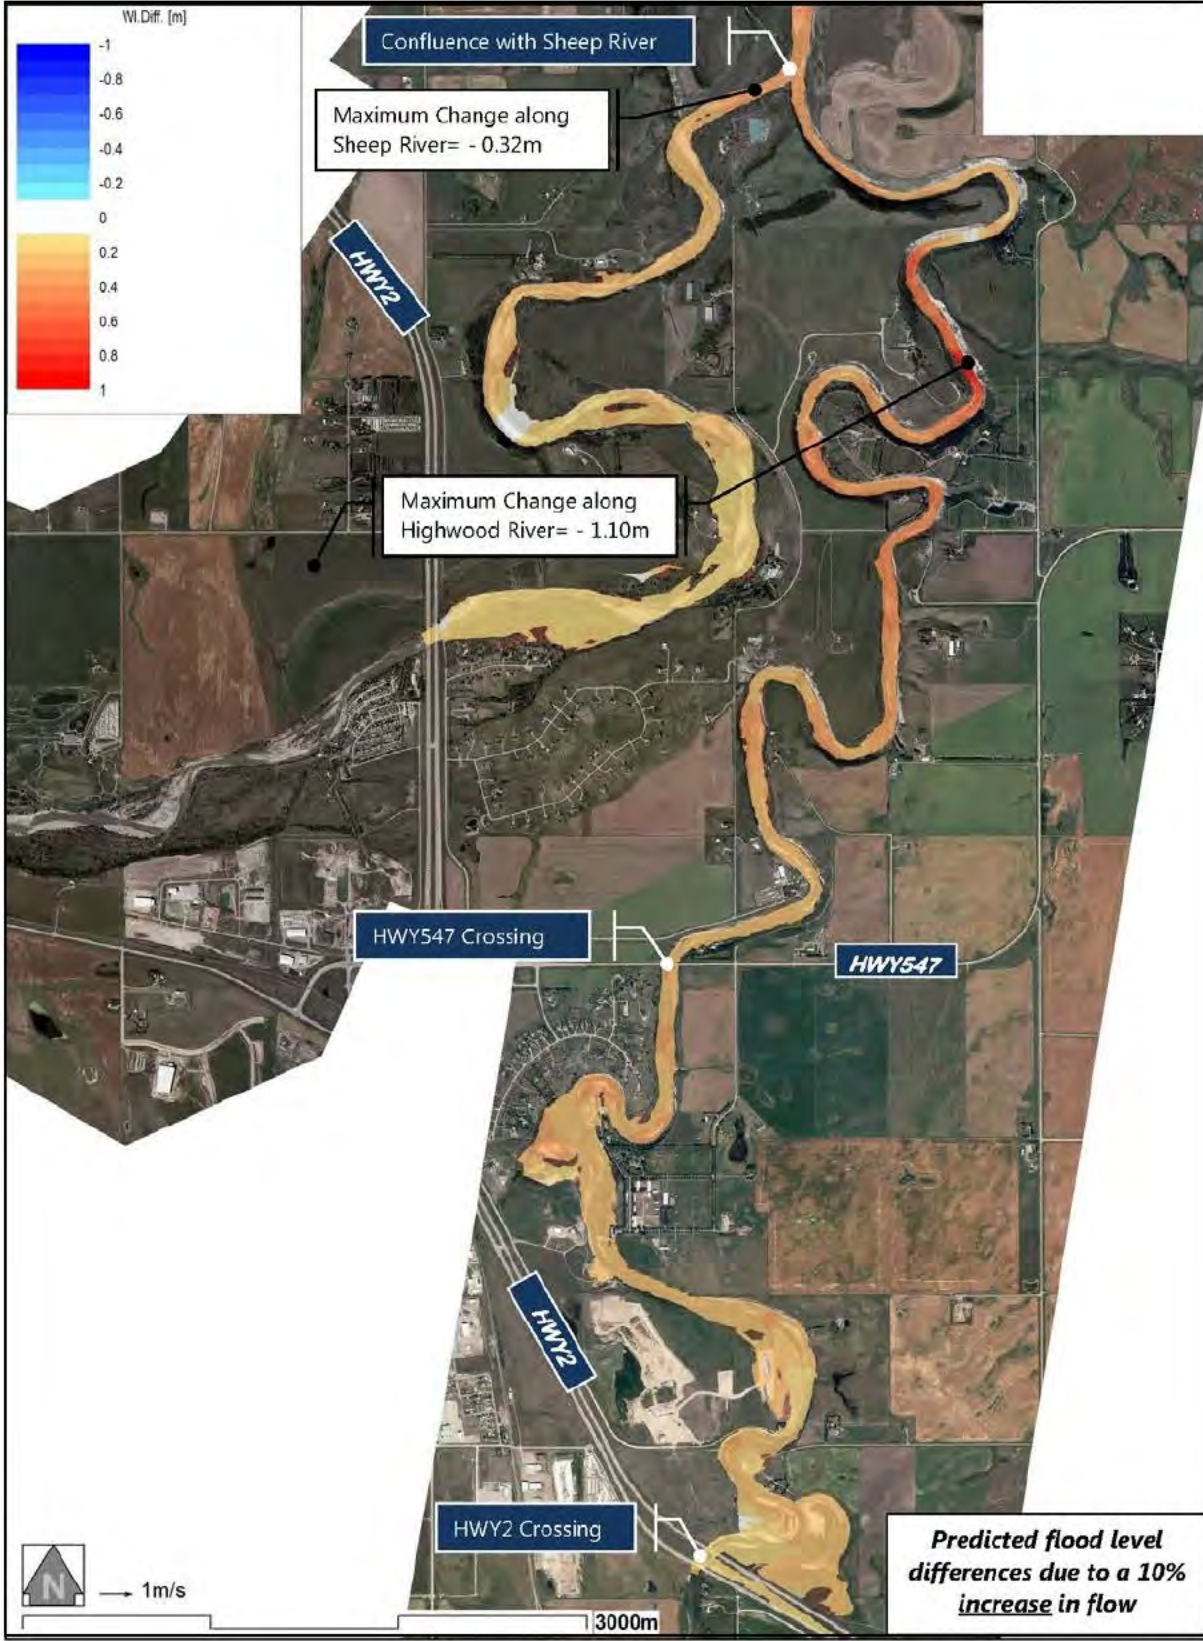 WI.Diff. [m]
-1
-0.8
-0.6
-0.4
-0.2
0
0.2
0.4
0.6
0.8
1
Confluence with Sheep River
Maximum Change along
Sheep River= - 0.32m
HWY2
Maximum Change along
Highwood River= - 1.10m
HWY547 Crossing
HWY547
HWY2
HWY2 Crossing
N
1m/s
3000m
Predicted flood level
differences due to a 10%
increase in flow